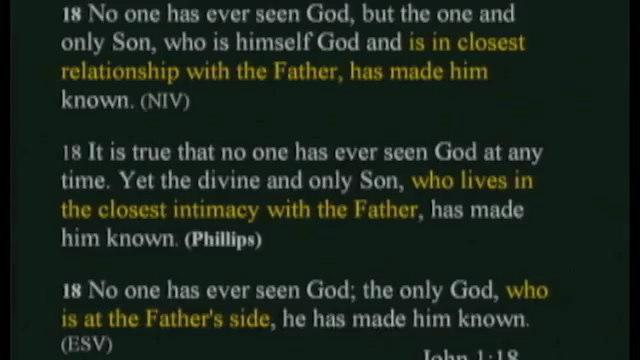 18 No one has ever seen God, but the one and
only Son, who is himself God and is in closest
relationship with the Father, has made him
known. (NIV)
18 It is true that no one has ever seen God at any
time. Yet the divine and only Son, who lives in
the closest intimacy with the Father, has made
him known. (Phillips)
18 No one has ever seen God; the only God, who
is at the Father's side, he has made him known.
(ESV)
John 1:18